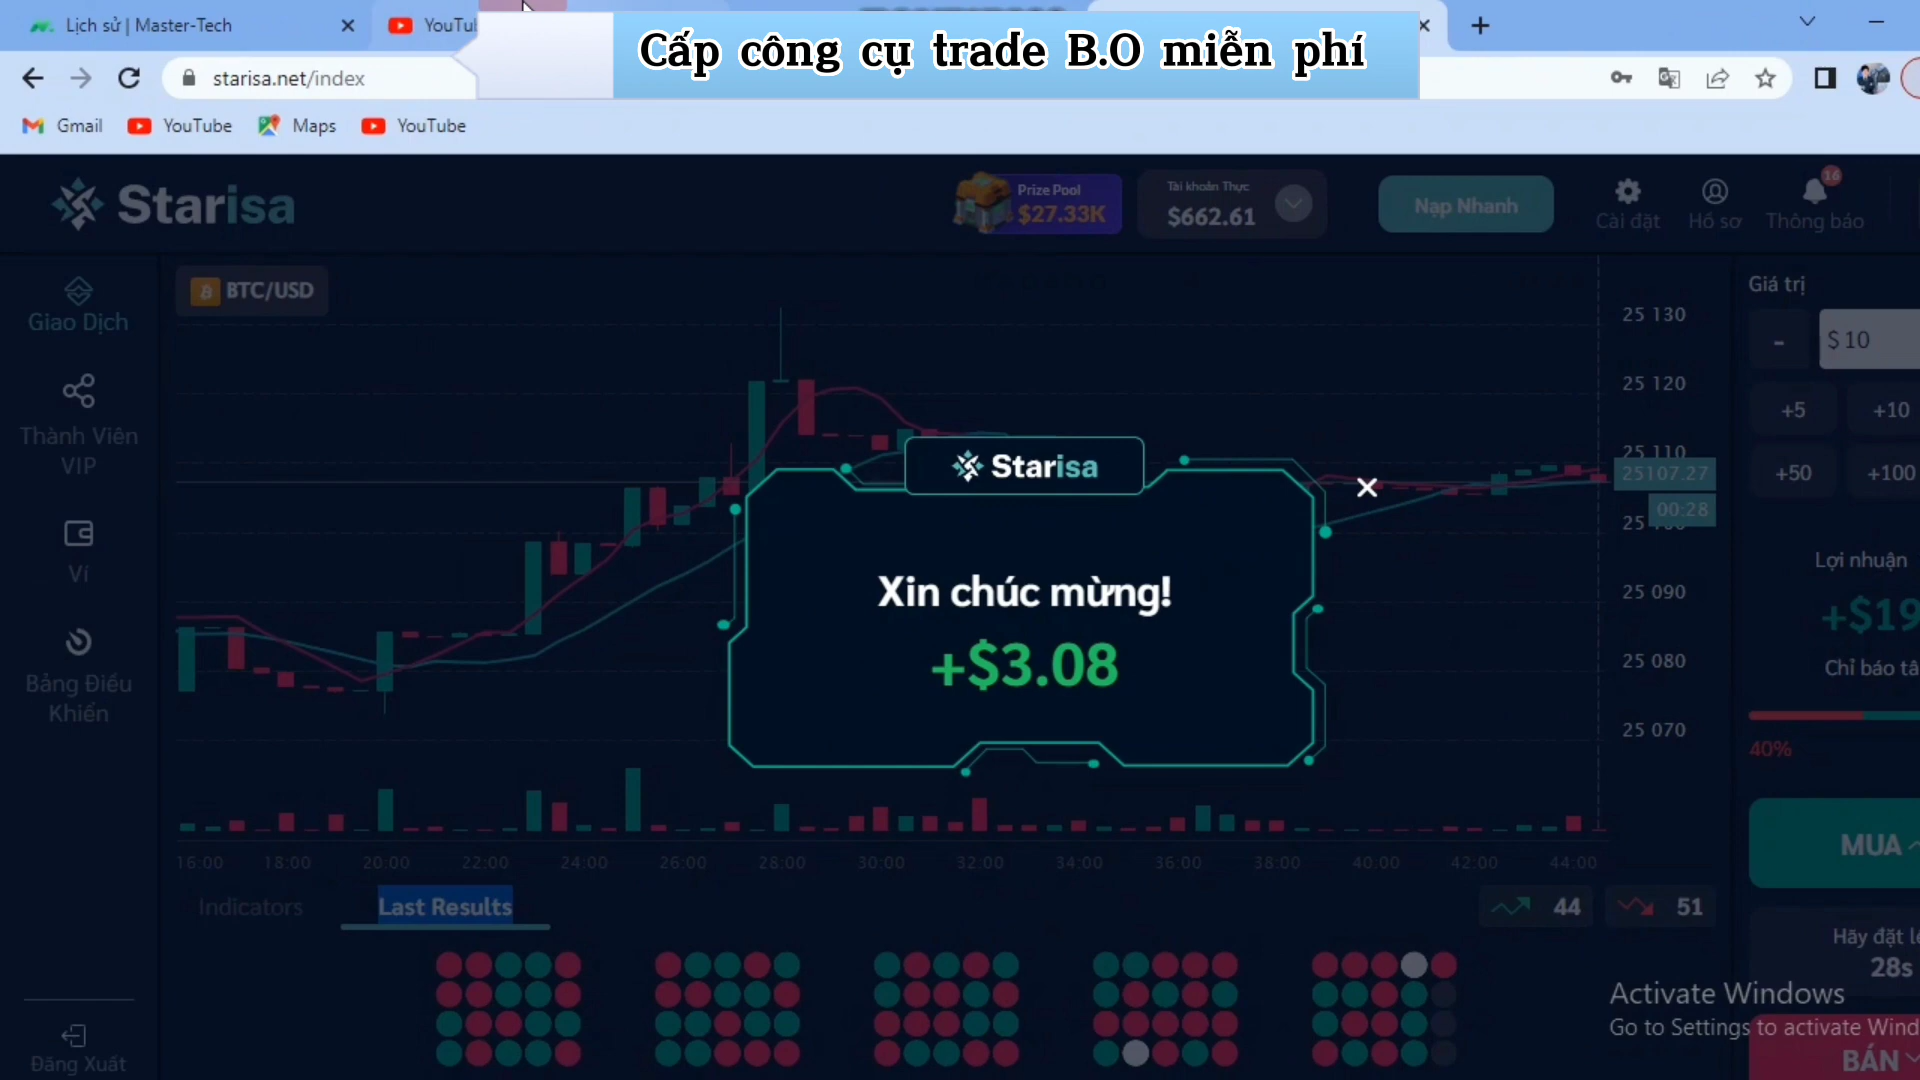 Lịch sử | Master-Tech
Cấp công cụ trade B.O miễn phí
starisa.net/index
Gmail
YouTube
Maps
YouTube
Starisa
Prize Pool
$27.33K
Tài khoản Thực
$662.61
Nạp Nhanh
Cài đặt
Hồ sơ
16
Thông báo
Giao Dịch
Thành Viên
VIP
Ví
Bảng Điều
Khiển
Đăng Xuất
BTC/USD
25 130
25 120
25 110
25107.27
00:28
25 090
25 080
25 070
Starisa
Xin chúc mừng!
+$3.08
16:00 18:00 20:00 22:00 24:00 26:00 28:00 30:00 32:00 34:00 36:00 38:00 40:00 42:00 44:00
Indicators
Last Results
44
51
Giá trị
-
$ 10
+5
+10
+50
+100
Lợi nhuận
+$19
Chỉ báo
40%
MUA
Hãy đặt
28s
BÁN
Activate Windows
Go to Settings to activate Wind